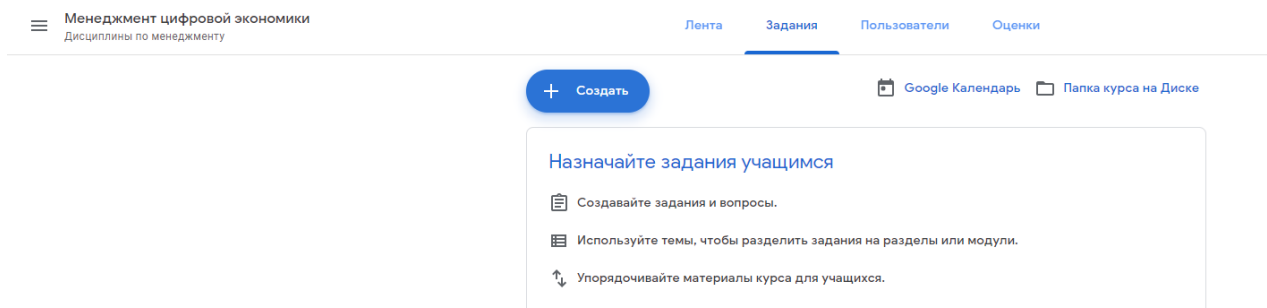 Менеджмент цифровой экономики
Дисциплины по менеджменту
Лента Задания Пользователи Оценки
Создать
Google Календарь Папка курса на Диске
Назначайте задания учащимся
Создавайте задания и вопросы.
Используйте темы, чтобы разделить задания на разделы или модули.
Упорядочивайте материалы курса для учащихся.